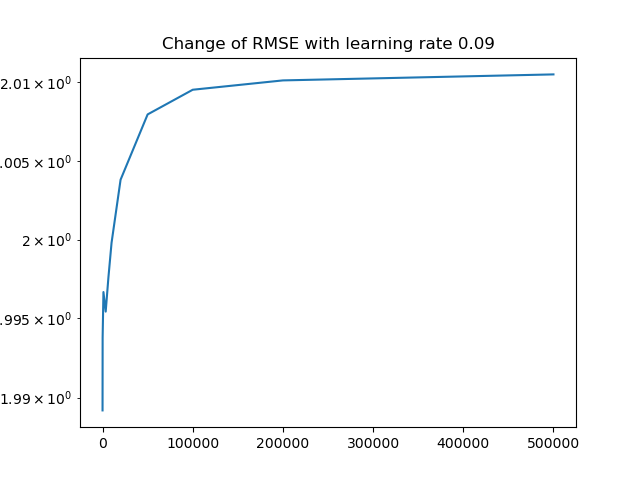 Change of RMSE with learning rate 0.09
2.01 × 10⁰
.005 × 10⁰
2 × 10⁰
.995 × 10⁰
1.99 × 10⁰
0 100000 200000 300000 400000 500000